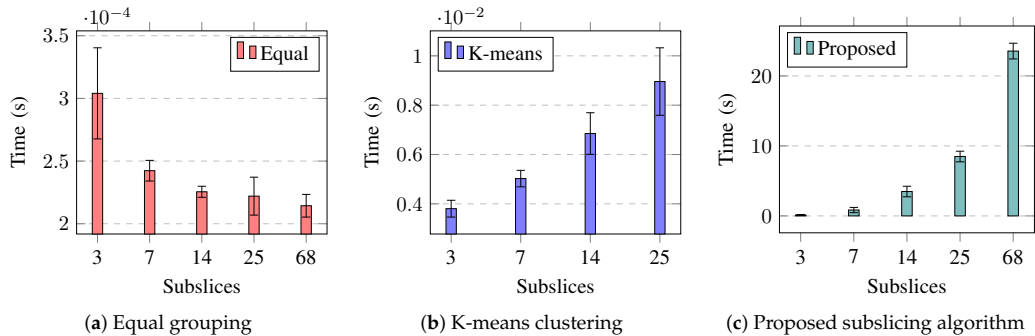 ·10⁻⁴
3.5
3
2.5
2
Time (s)
Equal
3 7 14 25 68
Subslices
(a) Equal grouping
·10⁻²
1
0.8
0.6
0.4
Time (s)
K-means
3 7 14 25
Subslices
(b) K-means clustering
20
10
0
Time (s)
Proposed
3 7 14 25 68
Subslices
(c) Proposed subslicing algorithm